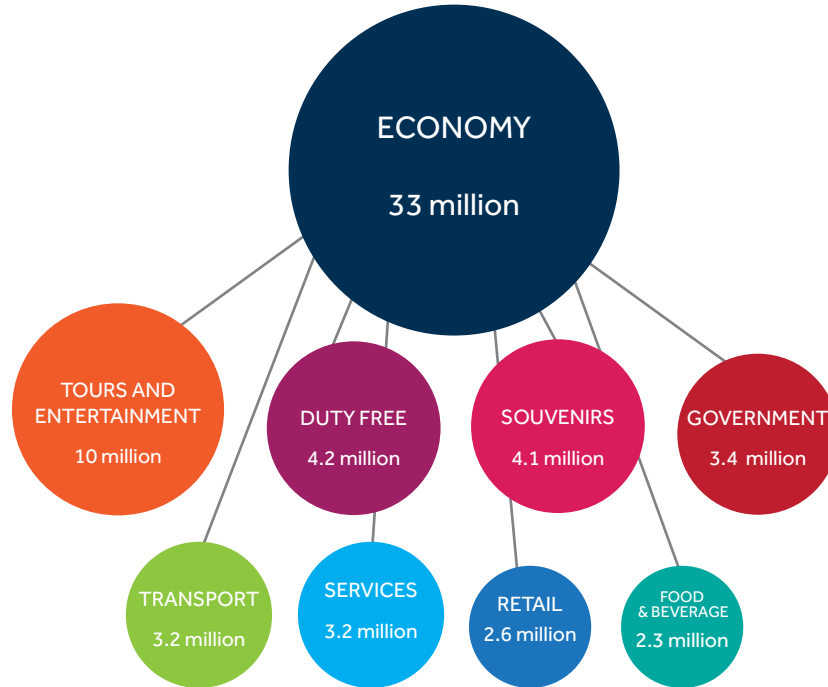 ECONOMY
33 million
TOURS AND
ENTERTAINMENT
10 million
DUTY FREE
4.2 million
SOUVENIRS
4.1 million
GOVERNMENT
3.4 million
TRANSPORT
3.2 million
SERVICES
3.2 million
RETAIL
2.6 million
FOOD
& BEVERAGE
2.3 million